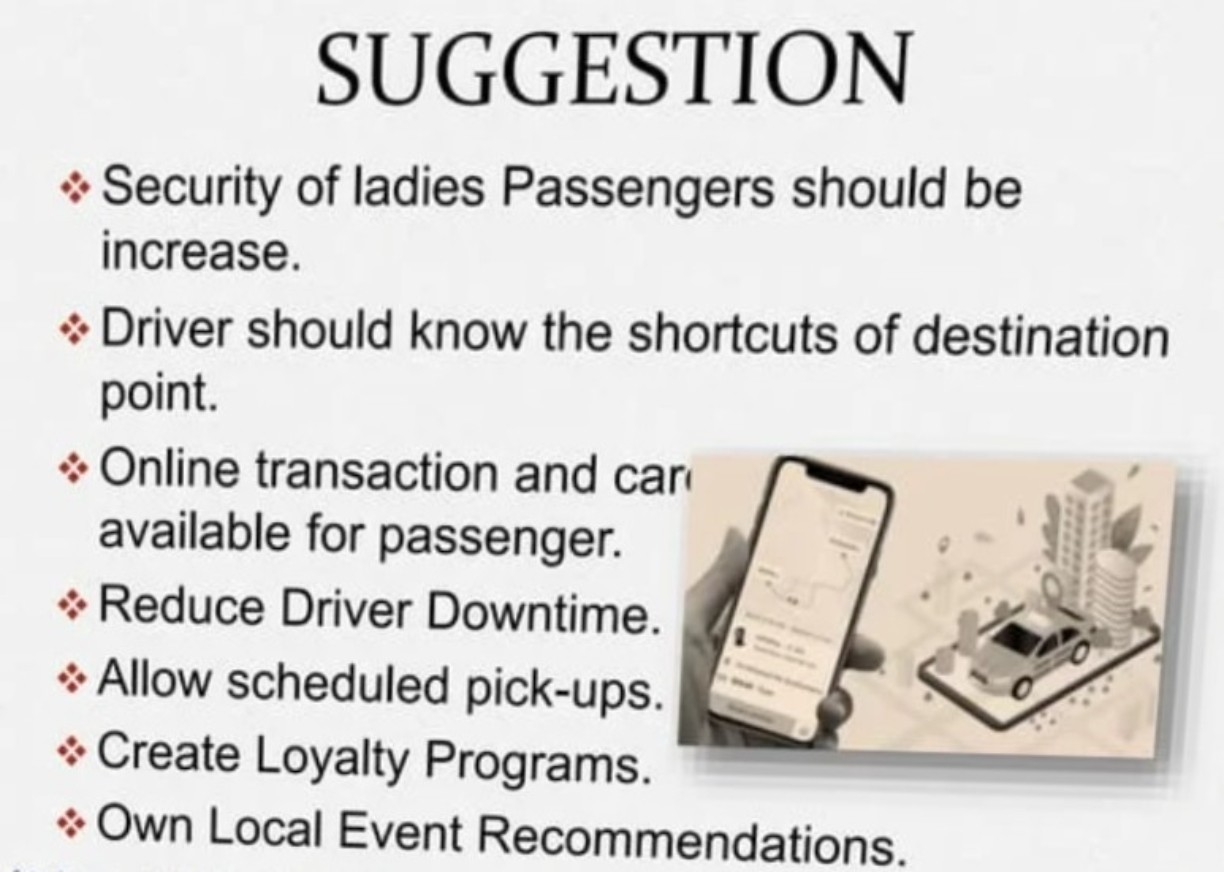 SUGGESTION
❖ Security of ladies Passengers should be
increase.
❖ Driver should know the shortcuts of destination
point.
❖ Online transaction and
available for passenger.
❖ Reduce Driver Downtime.
❖ Allow scheduled pick-ups.
❖ Create Loyalty Programs.
❖ Own Local Event Recommendations.